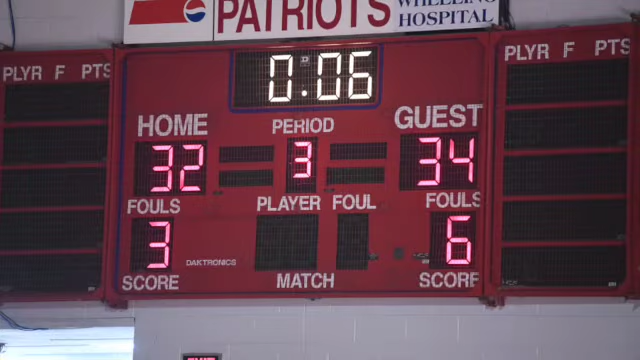 PATRIOTS
WHEELING
HOSPITAL
0.06
PLYR F PTS
PLYR F PTS
HOME
PERIOD
GUEST
32
3
34
FOULS
PLAYER FOUL
FOULS
3
6
DAKTRONICS
SCORE
MATCH
SCORE